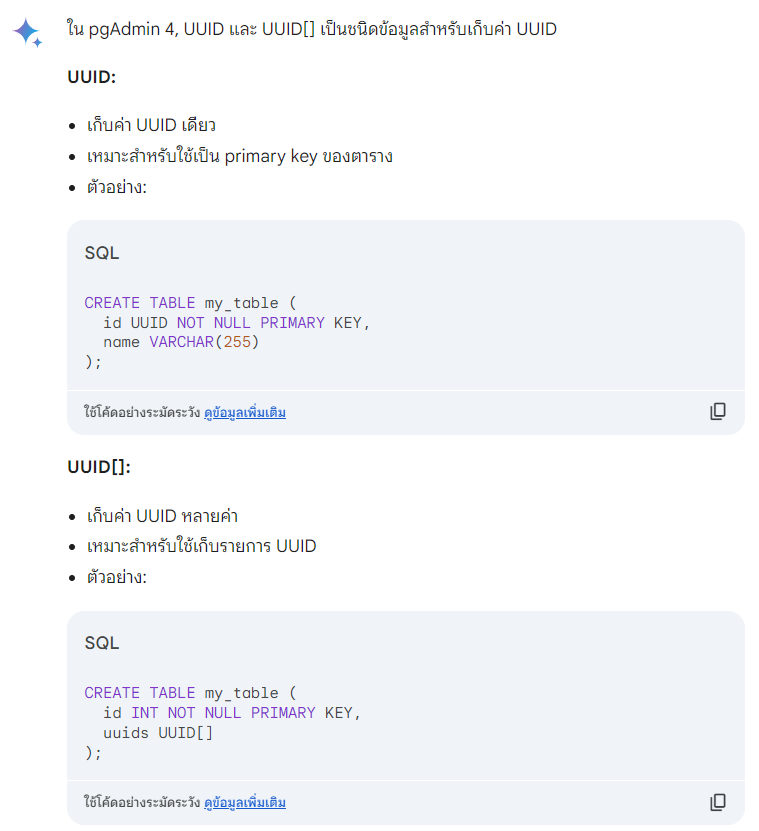 ใน pgAdmin 4, UUID และ UUID[] เป็นชนิดข้อมูลสำหรับเก็บค่า UUID
UUID:
• เก็บค่า UUID เดียว
• เหมาะสำหรับใช้เป็น primary key ของตาราง
• ตัวอย่าง:
SQL
CREATE TABLE my_table (
  id UUID NOT NULL PRIMARY KEY,
  name VARCHAR(255)
);
ใช้โค้ดอย่างระมัดระวัง ดูข้อมูลเพิ่มเติม
UUID[]:
• เก็บค่า UUID หลายค่า
• เหมาะสำหรับใช้เก็บรายการ UUID
• ตัวอย่าง:
SQL
CREATE TABLE my_table (
  id INT NOT NULL PRIMARY KEY,
  uuids UUID[]
);
ใช้โค้ดอย่างระมัดระวัง ดูข้อมูลเพิ่มเติม